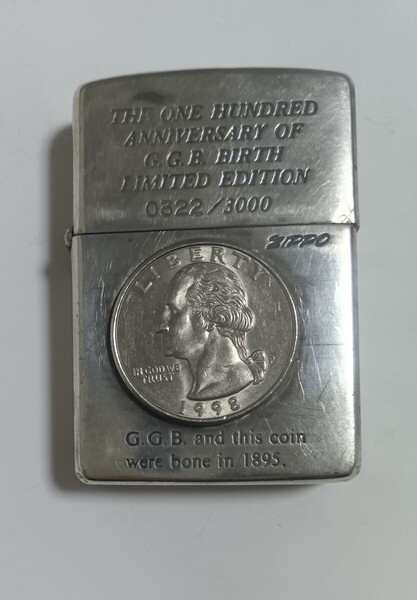 THE ONE HUNDRED
ANNIVERSARY OF
G.G.B. BIRTH
LIMITED EDITION
0322/3000
ZIPPO
LIBERTY
IN GOD WE
TRUST
P
1998
G.G.B. and this coin
were bone in 1895.